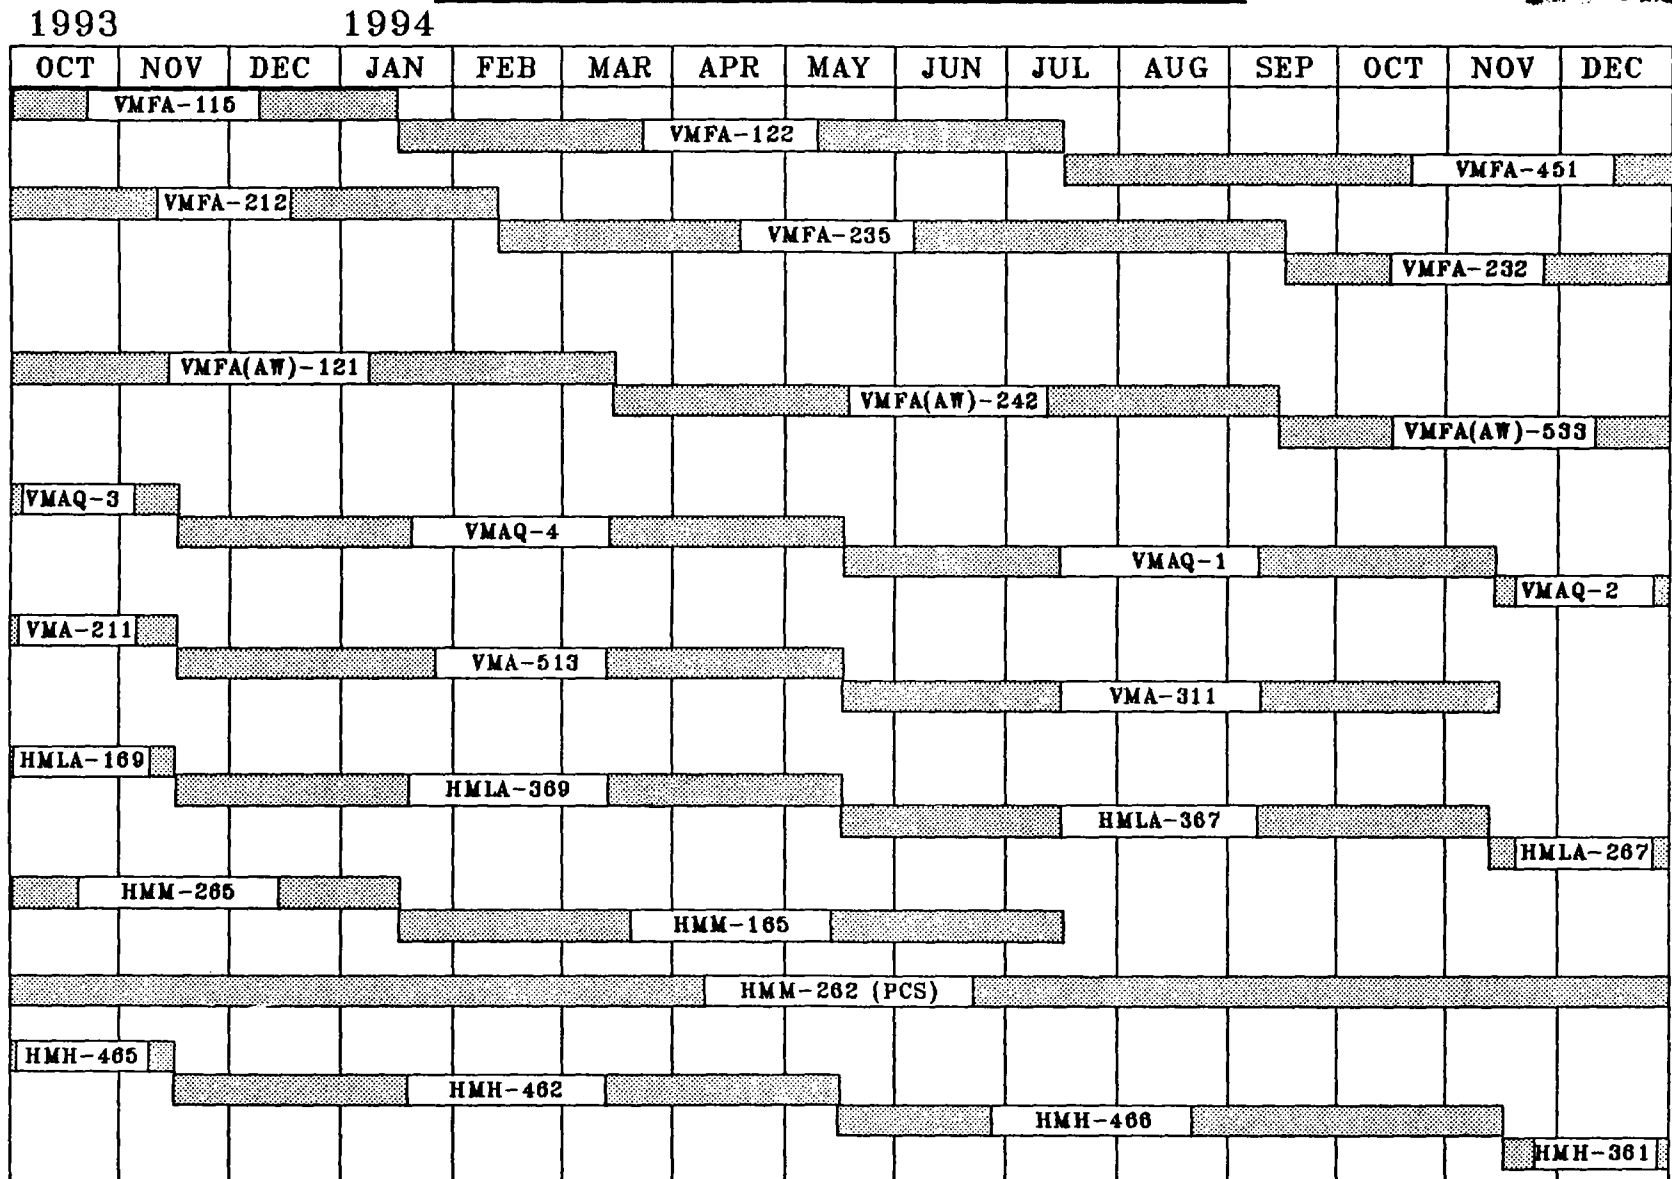 1993 1994
OCT NOV DEC JAN FEB MAR APR MAY JUN JUL AUG SEP OCT NOV DEC
VMFA-115
VMFA-122
VMFA-451
VMFA-212
VMFA-235
VMFA-232
VMFA(AW)-121
VMFA(AW)-242
VMFA(AW)-533
VMAQ-3
VMAQ-4
VMAQ-1
VMAQ-2
VMA-211
VMA-513
VMA-311
HMLA-169
HMLA-369
HMLA-367
HMLA-267
HMM-265
HMM-165
HMM-262 (PCS)
HMH-465
HMH-462
HMH-466
HMH-361